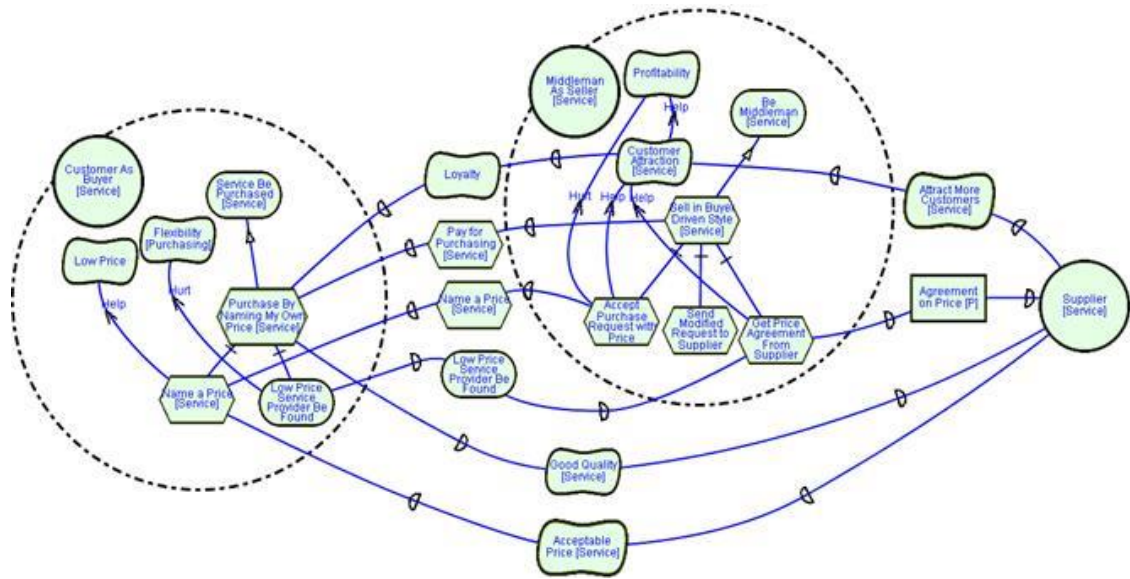 Customer As
Buyer
[Service]
Service Be
Purchased
[Service]
Flexibility
[Purchasing]
Low Price
Help
Hurt
Purchase By
Naming My Own
Price [Service]
Name a Price
[Service]
Low Price
Service
Provider Be
Found
Loyalty
Pay for
Purchasing
[Service]
Name a Price
[Service]
Low Price
Service
Provider Be
Found
Good Quality
[Service]
Acceptable
Price [Service]
Middleman
As Seller
[Service]
Profitability
Help
Be
Middleman
[Service]
Customer
Attraction
[Service]
Hurt
Help
Help
Sell in Buyer
Driven Style
[Service]
Accept
Purchase
Request with
Price
Send
Modified
Request to
Supplier
Get Price
Agreement
From
Supplier
Attract More
Customers
[Service]
Agreement
on Price [P]
Supplier
[Service]